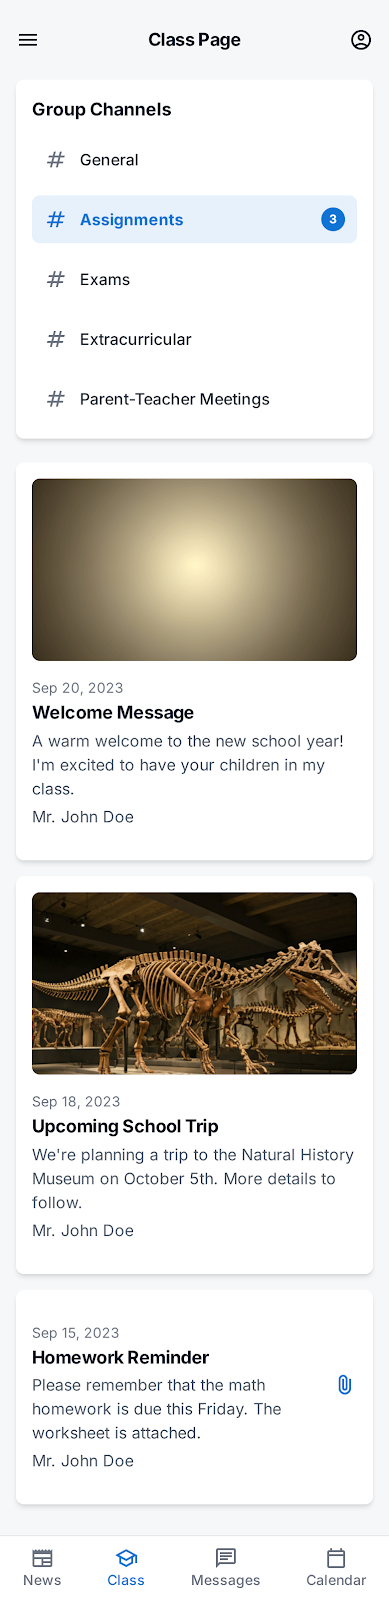 Class Page
Group Channels
# General
# Assignments 3
# Exams
# Extracurricular
# Parent-Teacher Meetings
Sep 20, 2023
Welcome Message
A warm welcome to the new school year!
I'm excited to have your children in my
class.
Mr. John Doe
Sep 18, 2023
Upcoming School Trip
We're planning a trip to the Natural History
Museum on October 5th. More details to
follow.
Mr. John Doe
Sep 15, 2023
Homework Reminder
Please remember that the math
homework is due this Friday. The
worksheet is attached.
Mr. John Doe
News Class Messages Calendar